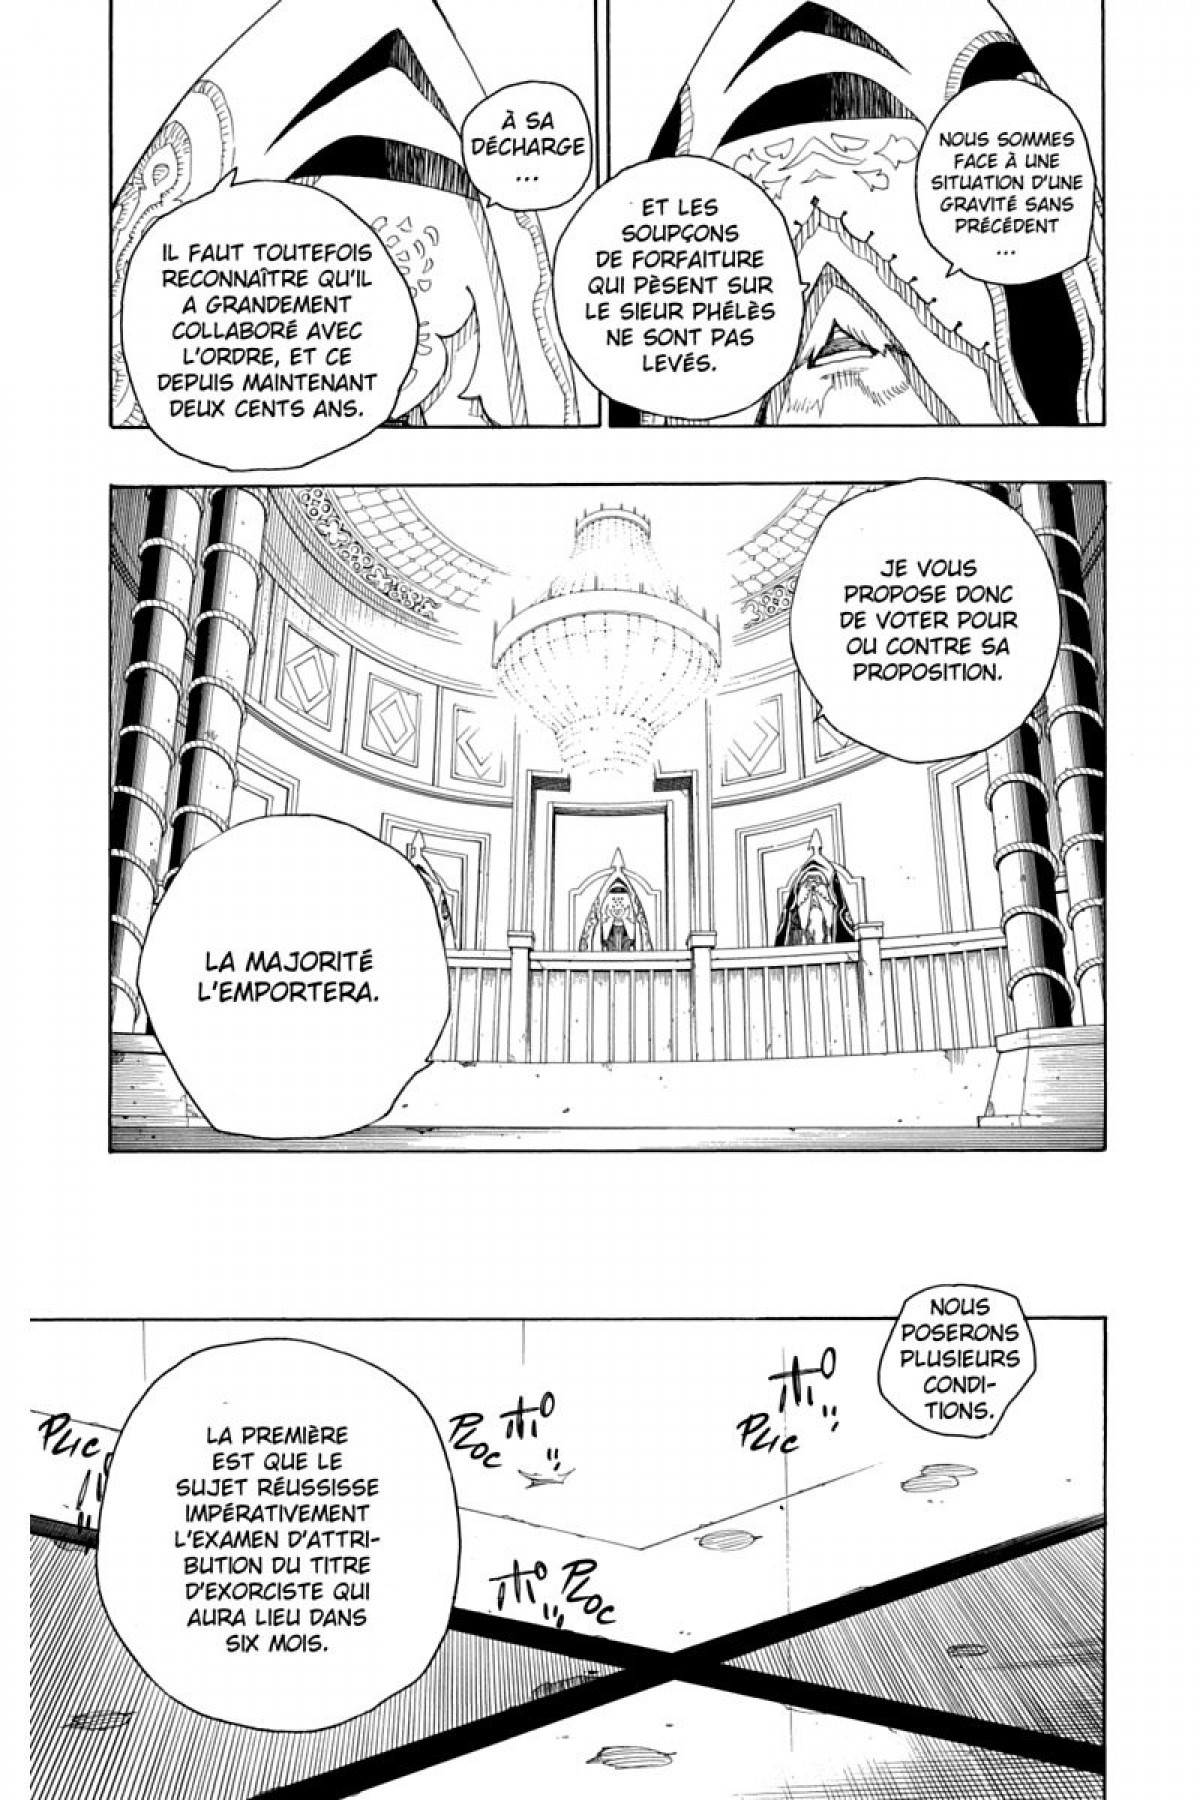 NOUS SOMMES
FACE À UNE
SITUATION D'UNE
GRAVITÉ SANS
PRÉCÉDENT
...
ET LES
SOUPÇONS
DE FORFAITURE
QUI PÈSENT SUR
LE SIEUR PHÉLÈS
NE SONT PAS
LEVÉS.
À SA
DÉCHARGE
...
IL FAUT TOUTEFOIS
RECONNAÎTRE QU'IL
A GRANDEMENT
COLLABORÉ AVEC
L'ORDRE, ET CE
DEPUIS MAINTENANT
DEUX CENTS ANS.
JE VOUS
PROPOSE DONC
DE VOTER POUR
OU CONTRE SA
PROPOSITION.
LA MAJORITÉ
L'EMPORTERA.
NOUS
POSERONS
PLUSIEURS
CONDI-
TIONS.
ポ
PLIC
ポ
PLOC
PLIC
LA PREMIÈRE
EST QUE LE
SUJET RÉUSSISSE
IMPÉRATIVEMENT
L'EXAMEN D'ATTRI-
BUTION DU TITRE
D'EXORCISTE QUI
AURA LIEU DANS
SIX MOIS.
ポ
PLOC